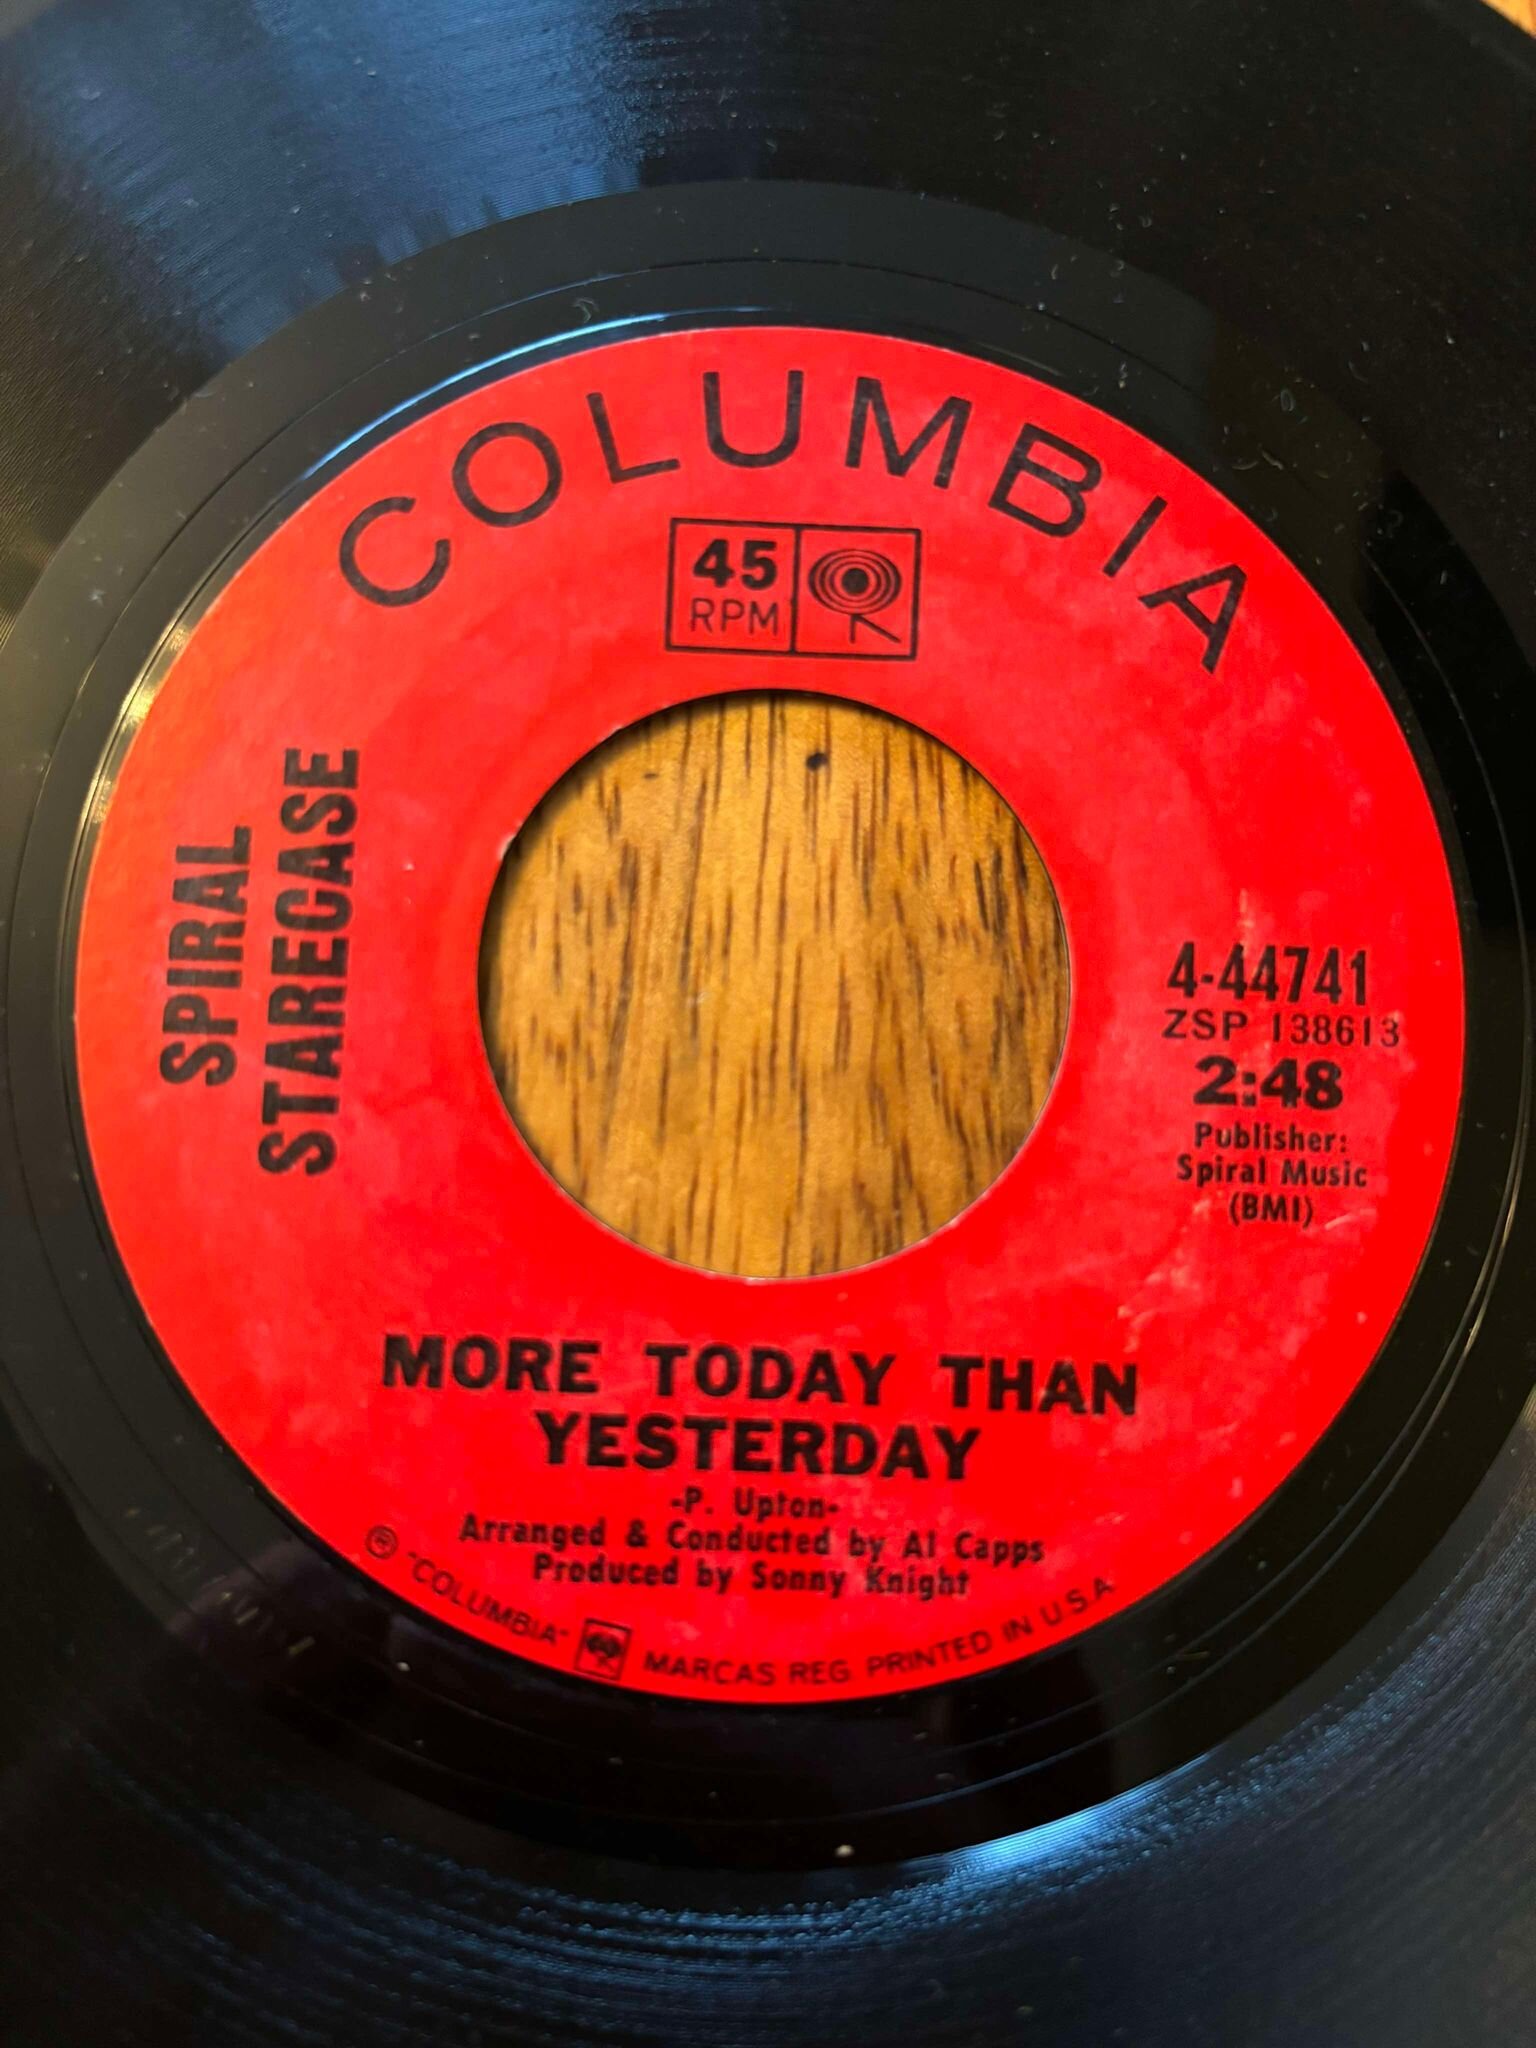 COLUMBIA
45
RPM
SPIRAL
STARECASE
4-44741
ZSP 138613
2:48
Publisher:
Spiral Music
(BMI)
MORE TODAY THAN
YESTERDAY
-P. Upton-
Arranged & Conducted by Al Capps
Produced by Sonny Knight
® "COLUMBIA" MARCAS REG. PRINTED IN U.S.A.